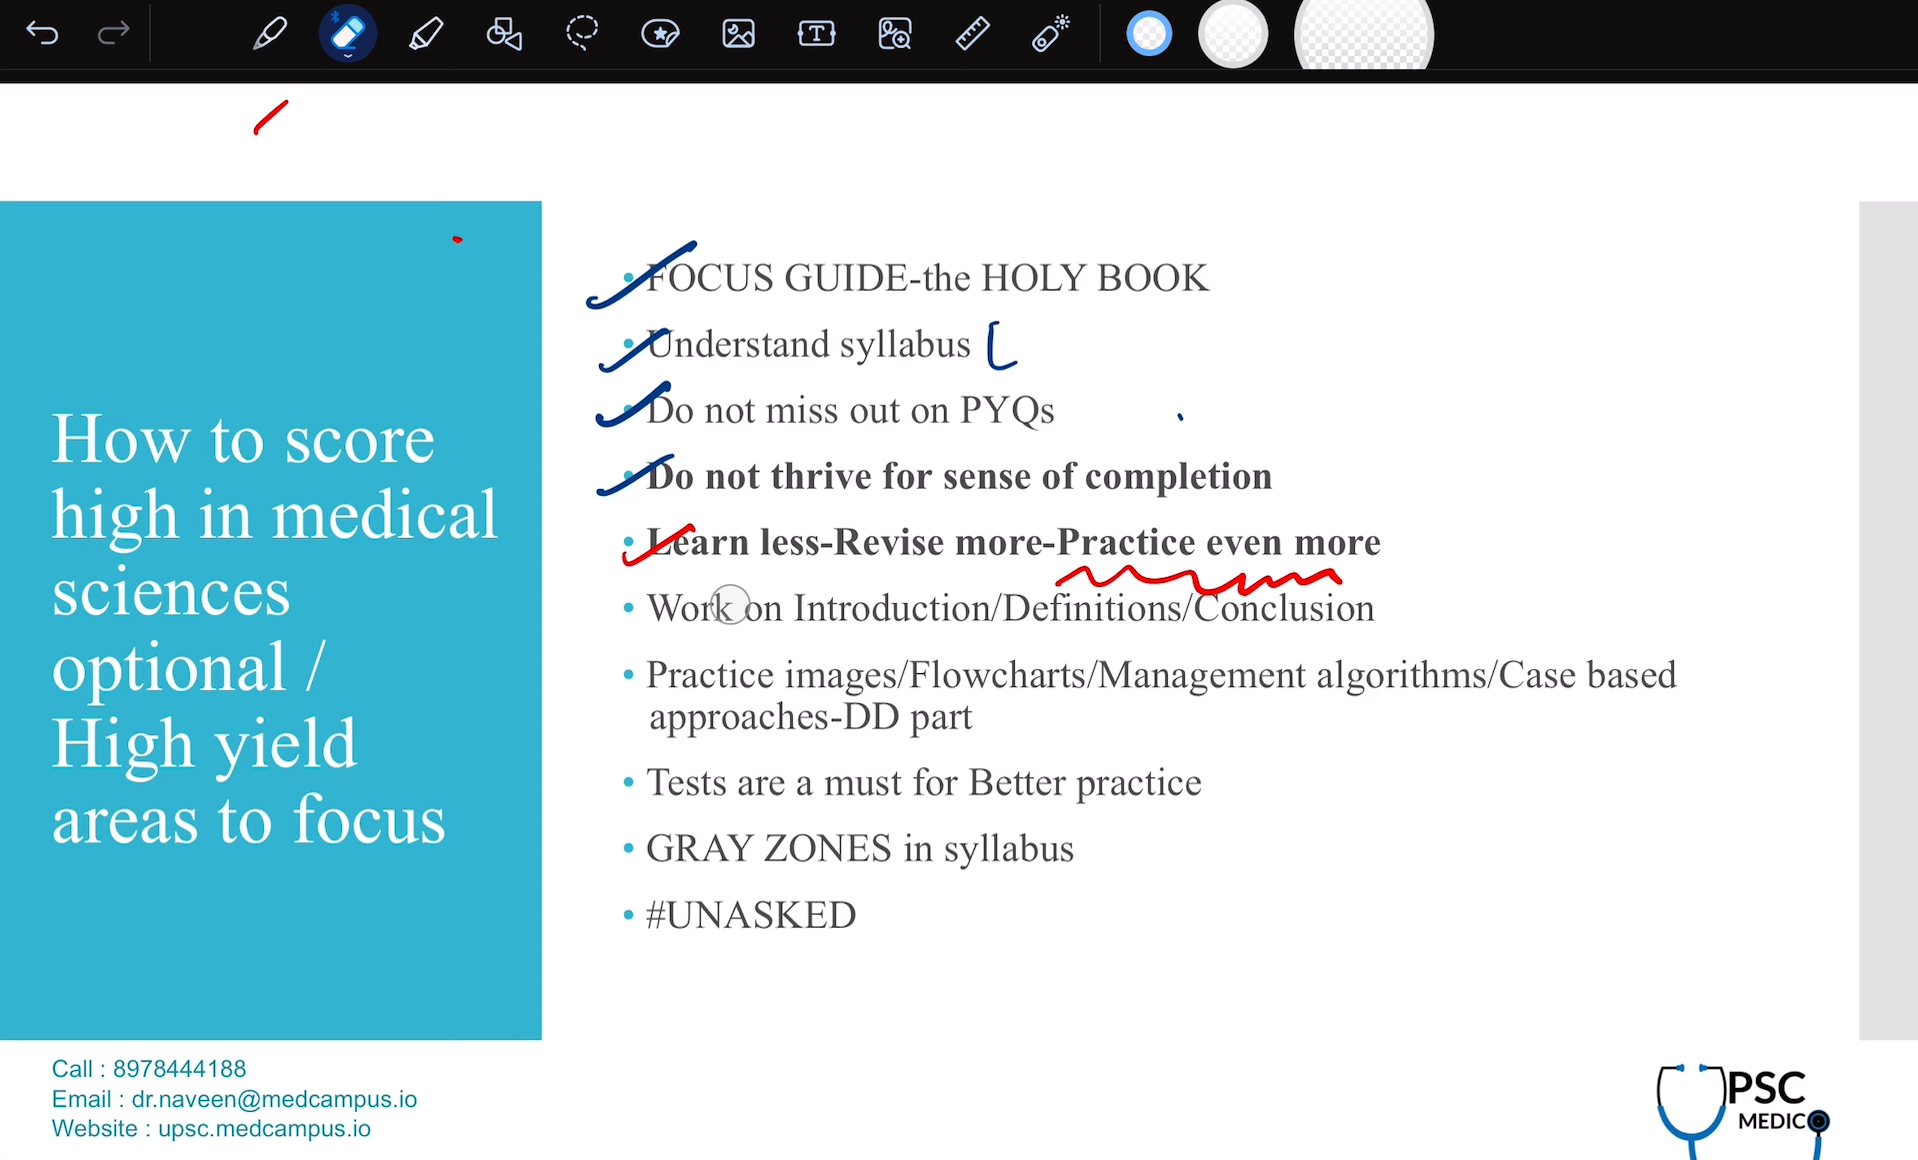 How to score
high in medical
sciences
optional /
High yield
areas to focus
• FOCUS GUIDE-the HOLY BOOK
• Understand syllabus
• Do not miss out on PYQs
• Do not thrive for sense of completion
• Learn less-Revise more-Practice even more
• Work on Introduction/Definitions/Conclusion
• Practice images/Flowcharts/Management algorithms/Case based
approaches-DD part
• Tests are a must for Better practice
• GRAY ZONES in syllabus
• #UNASKED
Call : 8978444188
Email : dr.naveen@medcampus.io
Website : upsc.medcampus.io
UPSC
MEDICO